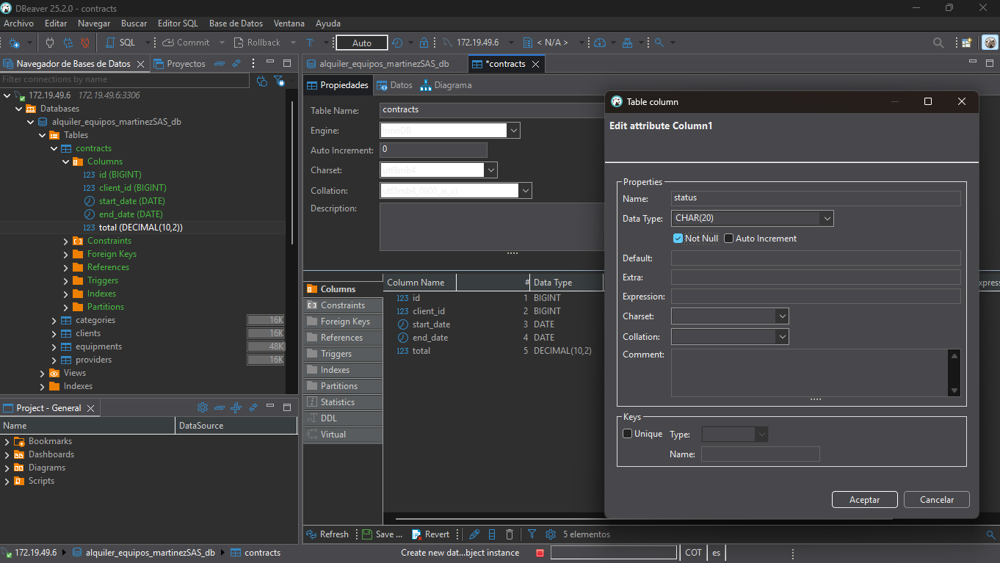 DBeaver 25.2.0 - contracts
Archivo Editar Navegar Buscar Editor SQL Base de Datos Ventana Ayuda
SQL Commit Rollback T Auto 172.19.49.6 < N/A >
Navegador de Bases de Datos Proyectos
Filter connections by name
172.19.49.6 172.19.49.6:3306
Databases
alquiler_equipos_martinezSAS_db
Tables
contracts
Columns
123 id (BIGINT)
123 client_id (BIGINT)
start_date (DATE)
end_date (DATE)
123 total (DECIMAL(10,2))
Constraints
Foreign Keys
References
Triggers
Indexes
Partitions
categories 16K
clients 16K
equipments 48K
providers 16K
Views
Indexes
Project - General
Name DataSource
Bookmarks
Dashboards
Diagrams
Scripts
alquiler_equipos_martinezSAS_db *contracts
Propiedades Datos Diagrama
Table Name: contracts
Engine: InnoDB
Auto Increment: 0
Charset: utf8mb4
Collation: utf8mb4_0900_ai_ci
Description:
Columns
Constraints
Foreign Keys
References
Triggers
Indexes
Partitions
Statistics
DDL
Virtual
Column Name # Data Type
123 id 1 BIGINT
123 client_id 2 BIGINT
start_date 3 DATE
end_date 4 DATE
123 total 5 DECIMAL(10,2)
xpress
Table column
Edit attribute Column1
Properties
Name: status
Data Type: CHAR(20)
Not Null Auto Increment
Default:
Extra:
Expression:
Charset:
Collation:
Comment:
Keys
Unique Type:
Name:
Aceptar Cancelar
Refresh Save ... Revert 5 elementos
172.19.49.6 alquiler_equipos_martinezSAS_db contracts Create new dat...bject instance COT es